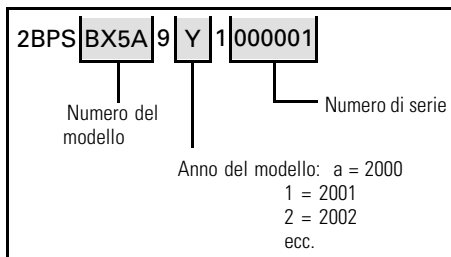 2BPS BX5A 9 Y 1 000001
Numero del
modello
Numero di serie
Anno del modello: a = 2000
1 = 2001
2 = 2002
ecc.